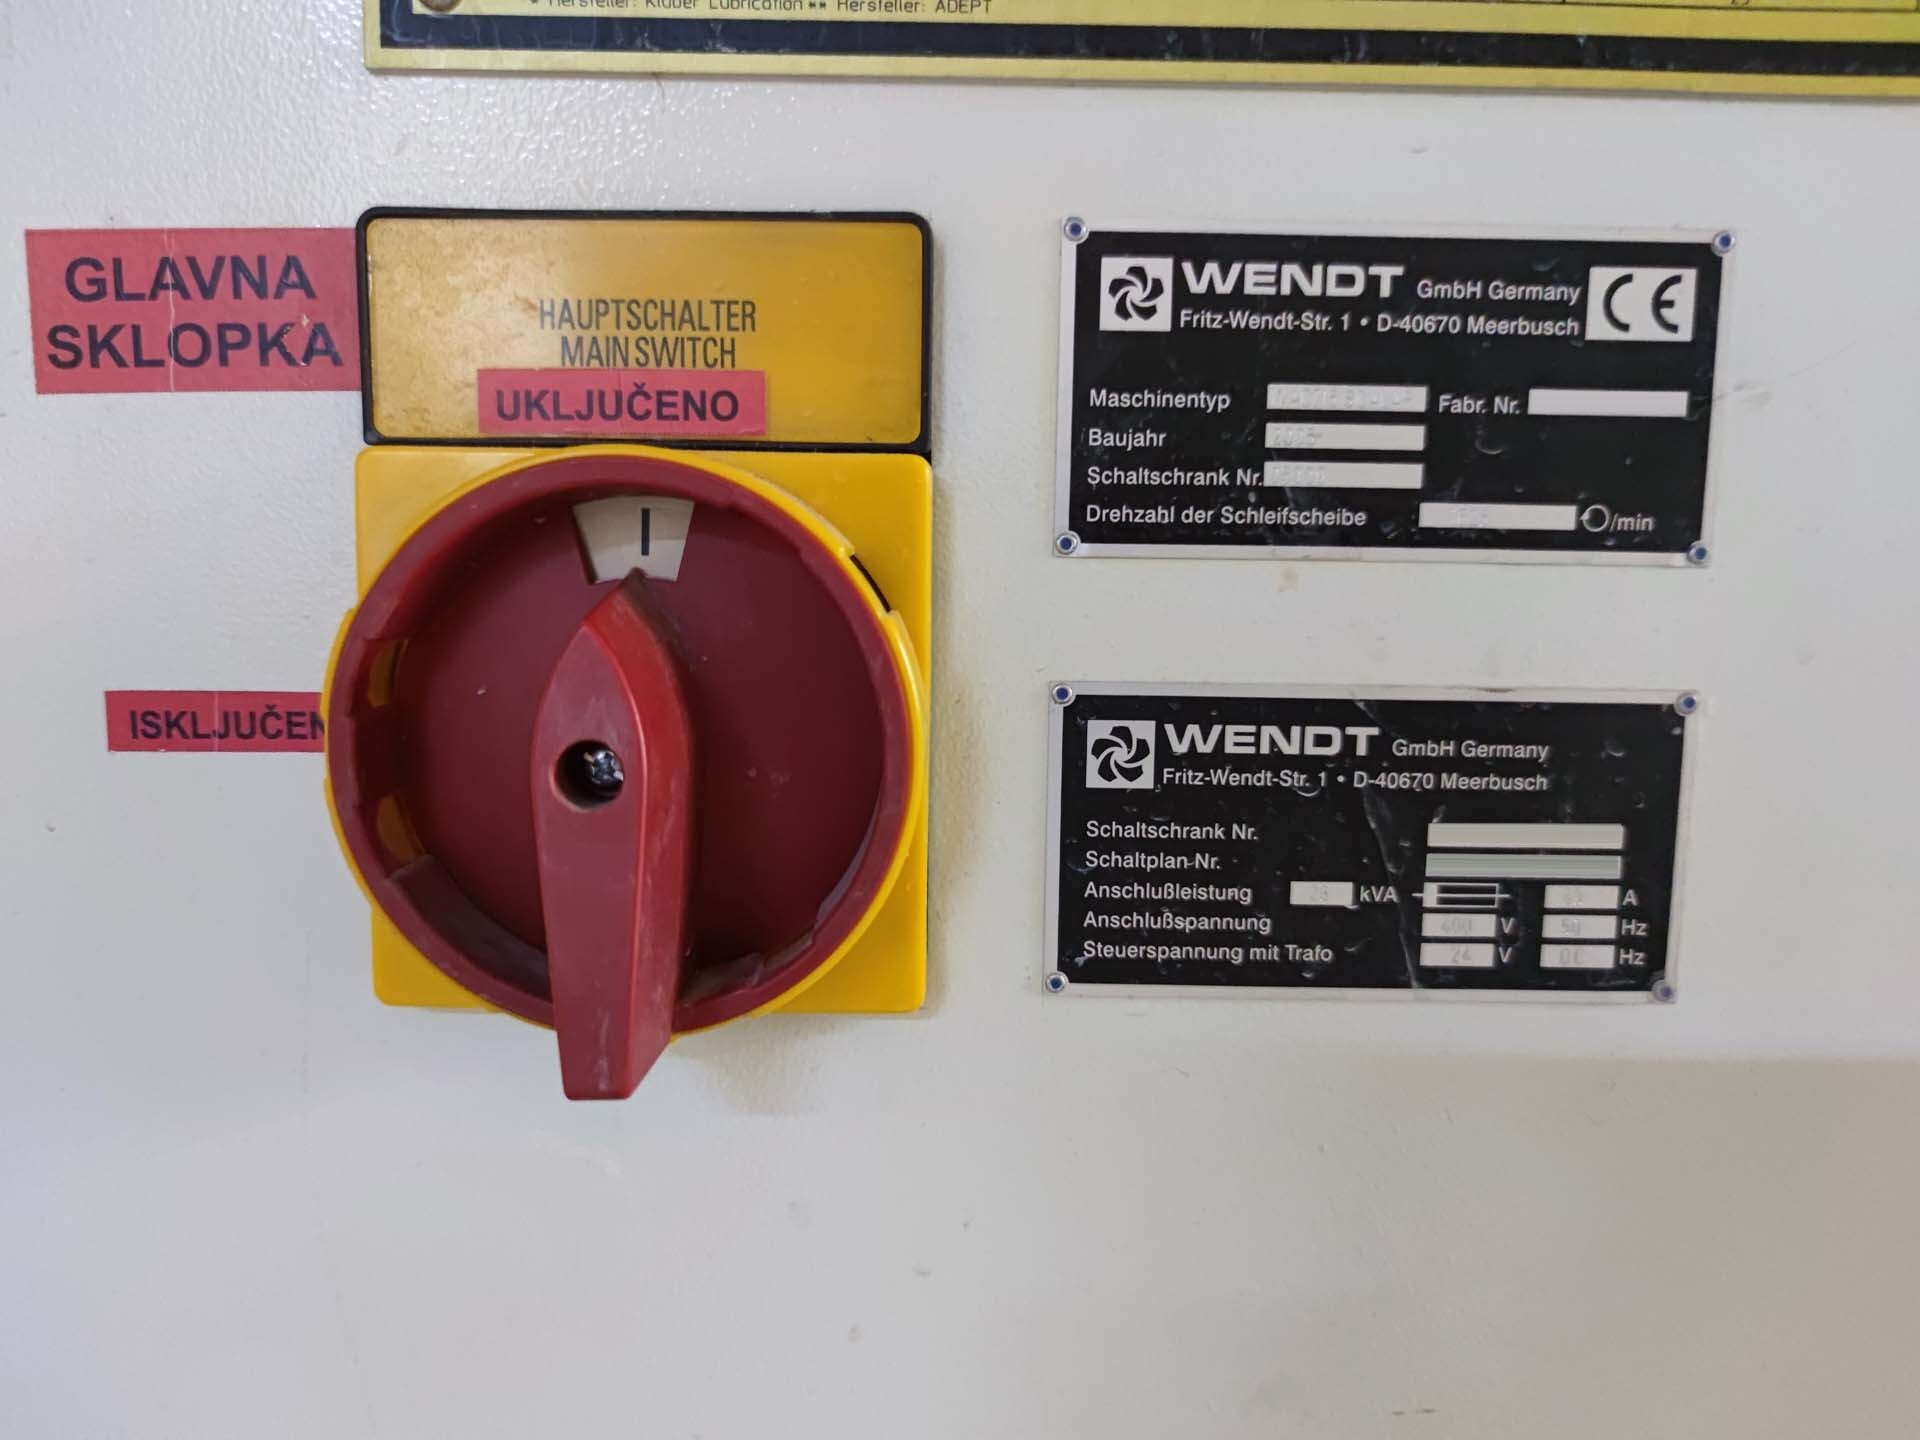 * Hersteller: Klüber Lubrication ** Hersteller: ADEPT
GLAVNA
SKLOPKA
HAUPTSCHALTER
MAIN SWITCH
UKLJUČENO
I
ISKLJUČEN
WENDT GmbH Germany CE
Fritz-Wendt-Str. 1 • D-40670 Meerbusch
Maschinentyp
Fabr. Nr.
Baujahr
Schaltschrank Nr.
Drehzahl der Schleifscheibe /min
WENDT GmbH Germany
Fritz-Wendt-Str. 1 • D-40670 Meerbusch
Schaltschrank Nr.
Schaltplan-Nr.
Anschlußleistung kVA A
Anschlußspannung 400 V 50 Hz
Steuerspannung mit Trafo 24 V DC Hz